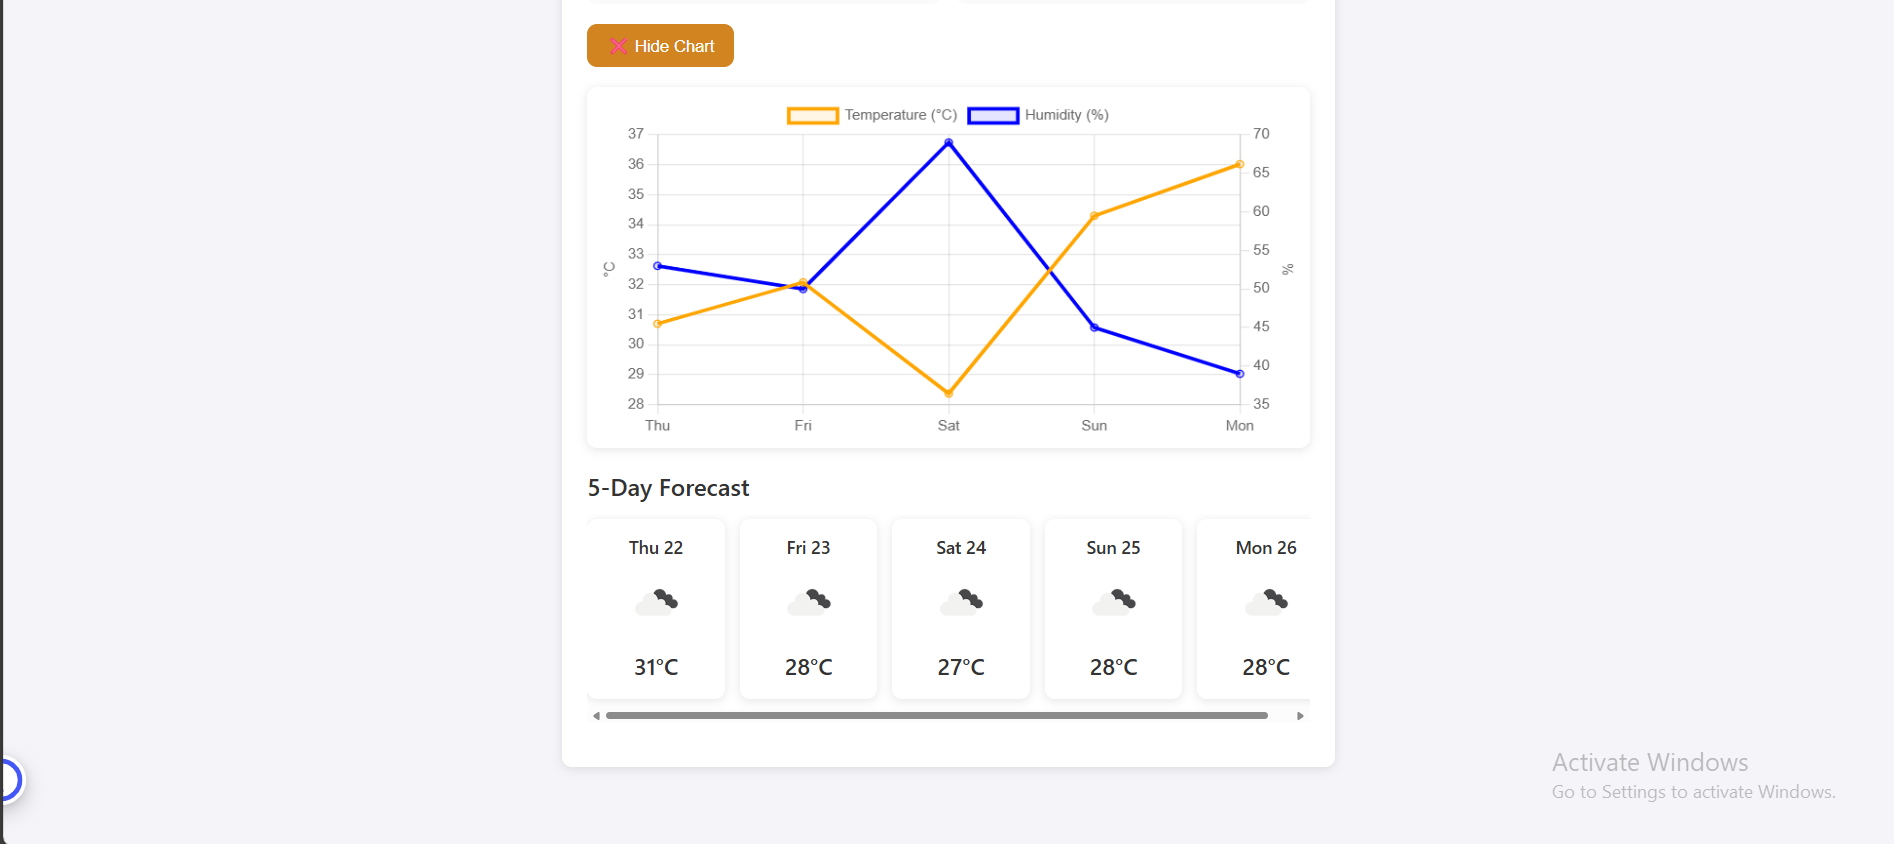 ❌ Hide Chart
Temperature (°C) Humidity (%)
37
36
35
34
33
32
31
30
29
28
°C
70
65
60
55
50
45
40
35
%
Thu Fri Sat Sun Mon
5-Day Forecast
Thu 22 Fri 23 Sat 24 Sun 25 Mon 26
31°C 28°C 27°C 28°C 28°C
Activate Windows
Go to Settings to activate Windows.